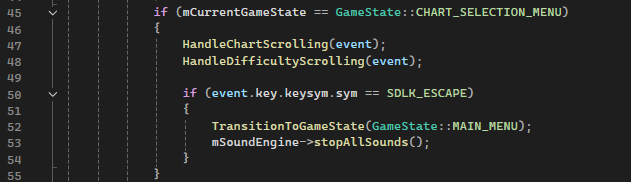 45 if (mCurrentGameState == GameState::CHART_SELECTION_MENU)
46 {
47 HandleChartScrolling(event);
48 HandleDifficultyScrolling(event);
49
50 if (event.key.keysym.sym == SDLK_ESCAPE)
51 {
52 TransitionToGameState(GameState::MAIN_MENU);
53 mSoundEngine->stopAllSounds();
54 }
55 }